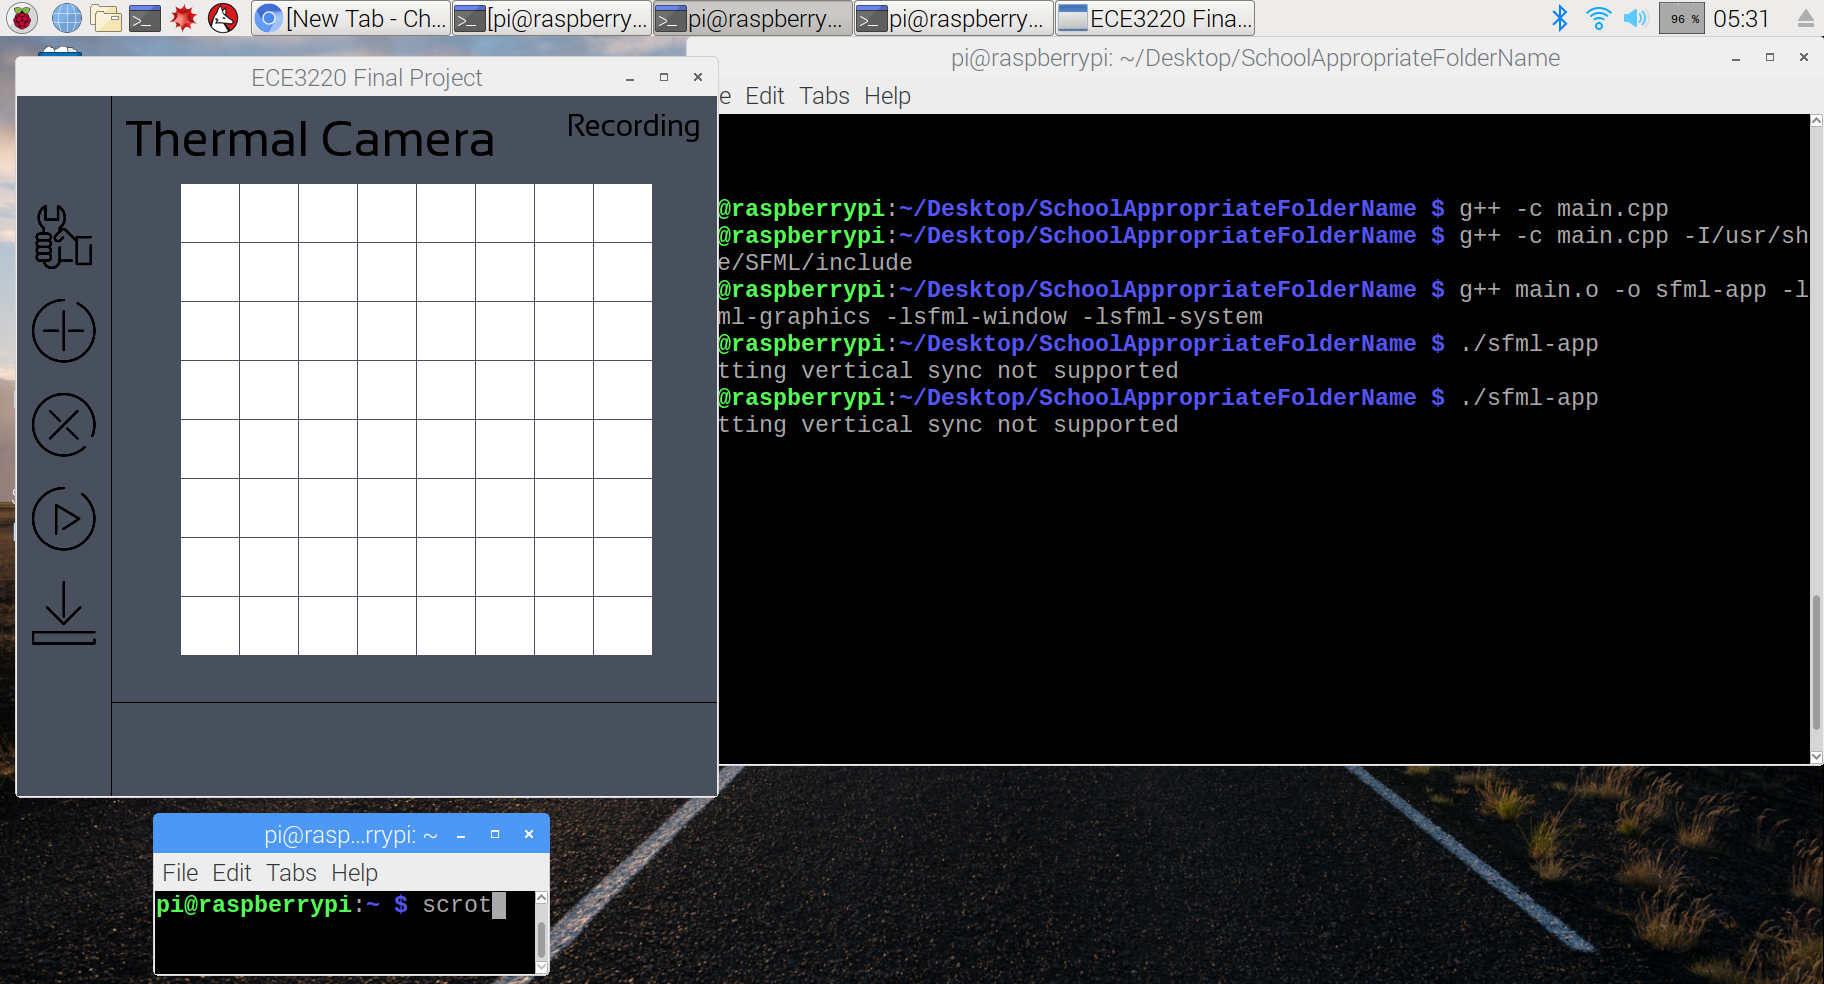 [New Tab - Ch...
[pi@raspberry...
pi@raspberry...
pi@raspberry...
ECE3220 Fina...
96 %
05:31
pi@raspberrypi: ~/Desktop/SchoolAppropriateFolderName
e Edit Tabs Help
ECE3220 Final Project
Thermal Camera
Recording
@raspberrypi:~/Desktop/SchoolAppropriateFolderName $ g++ -c main.cpp
@raspberrypi:~/Desktop/SchoolAppropriateFolderName $ g++ -c main.cpp -I/usr/sh
e/SFML/include
@raspberrypi:~/Desktop/SchoolAppropriateFolderName $ g++ main.o -o sfml-app -l
ml-graphics -lsfml-window -lsfml-system
@raspberrypi:~/Desktop/SchoolAppropriateFolderName $ ./sfml-app
tting vertical sync not supported
@raspberrypi:~/Desktop/SchoolAppropriateFolderName $ ./sfml-app
tting vertical sync not supported
pi@rasp...rrypi: ~
File Edit Tabs Help
pi@raspberrypi:~ $ scrot